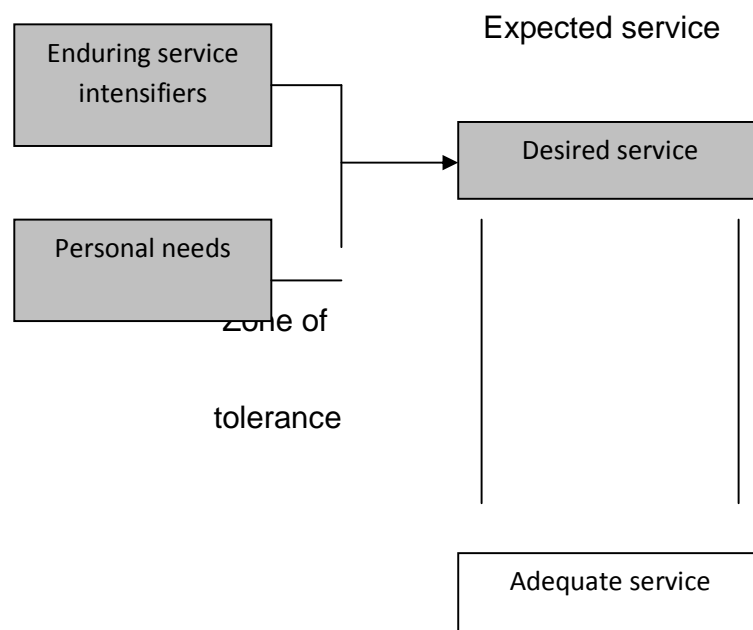 Expected service
Enduring service
intensifiers
Desired service
Personal needs
Zone of
tolerance
Adequate service